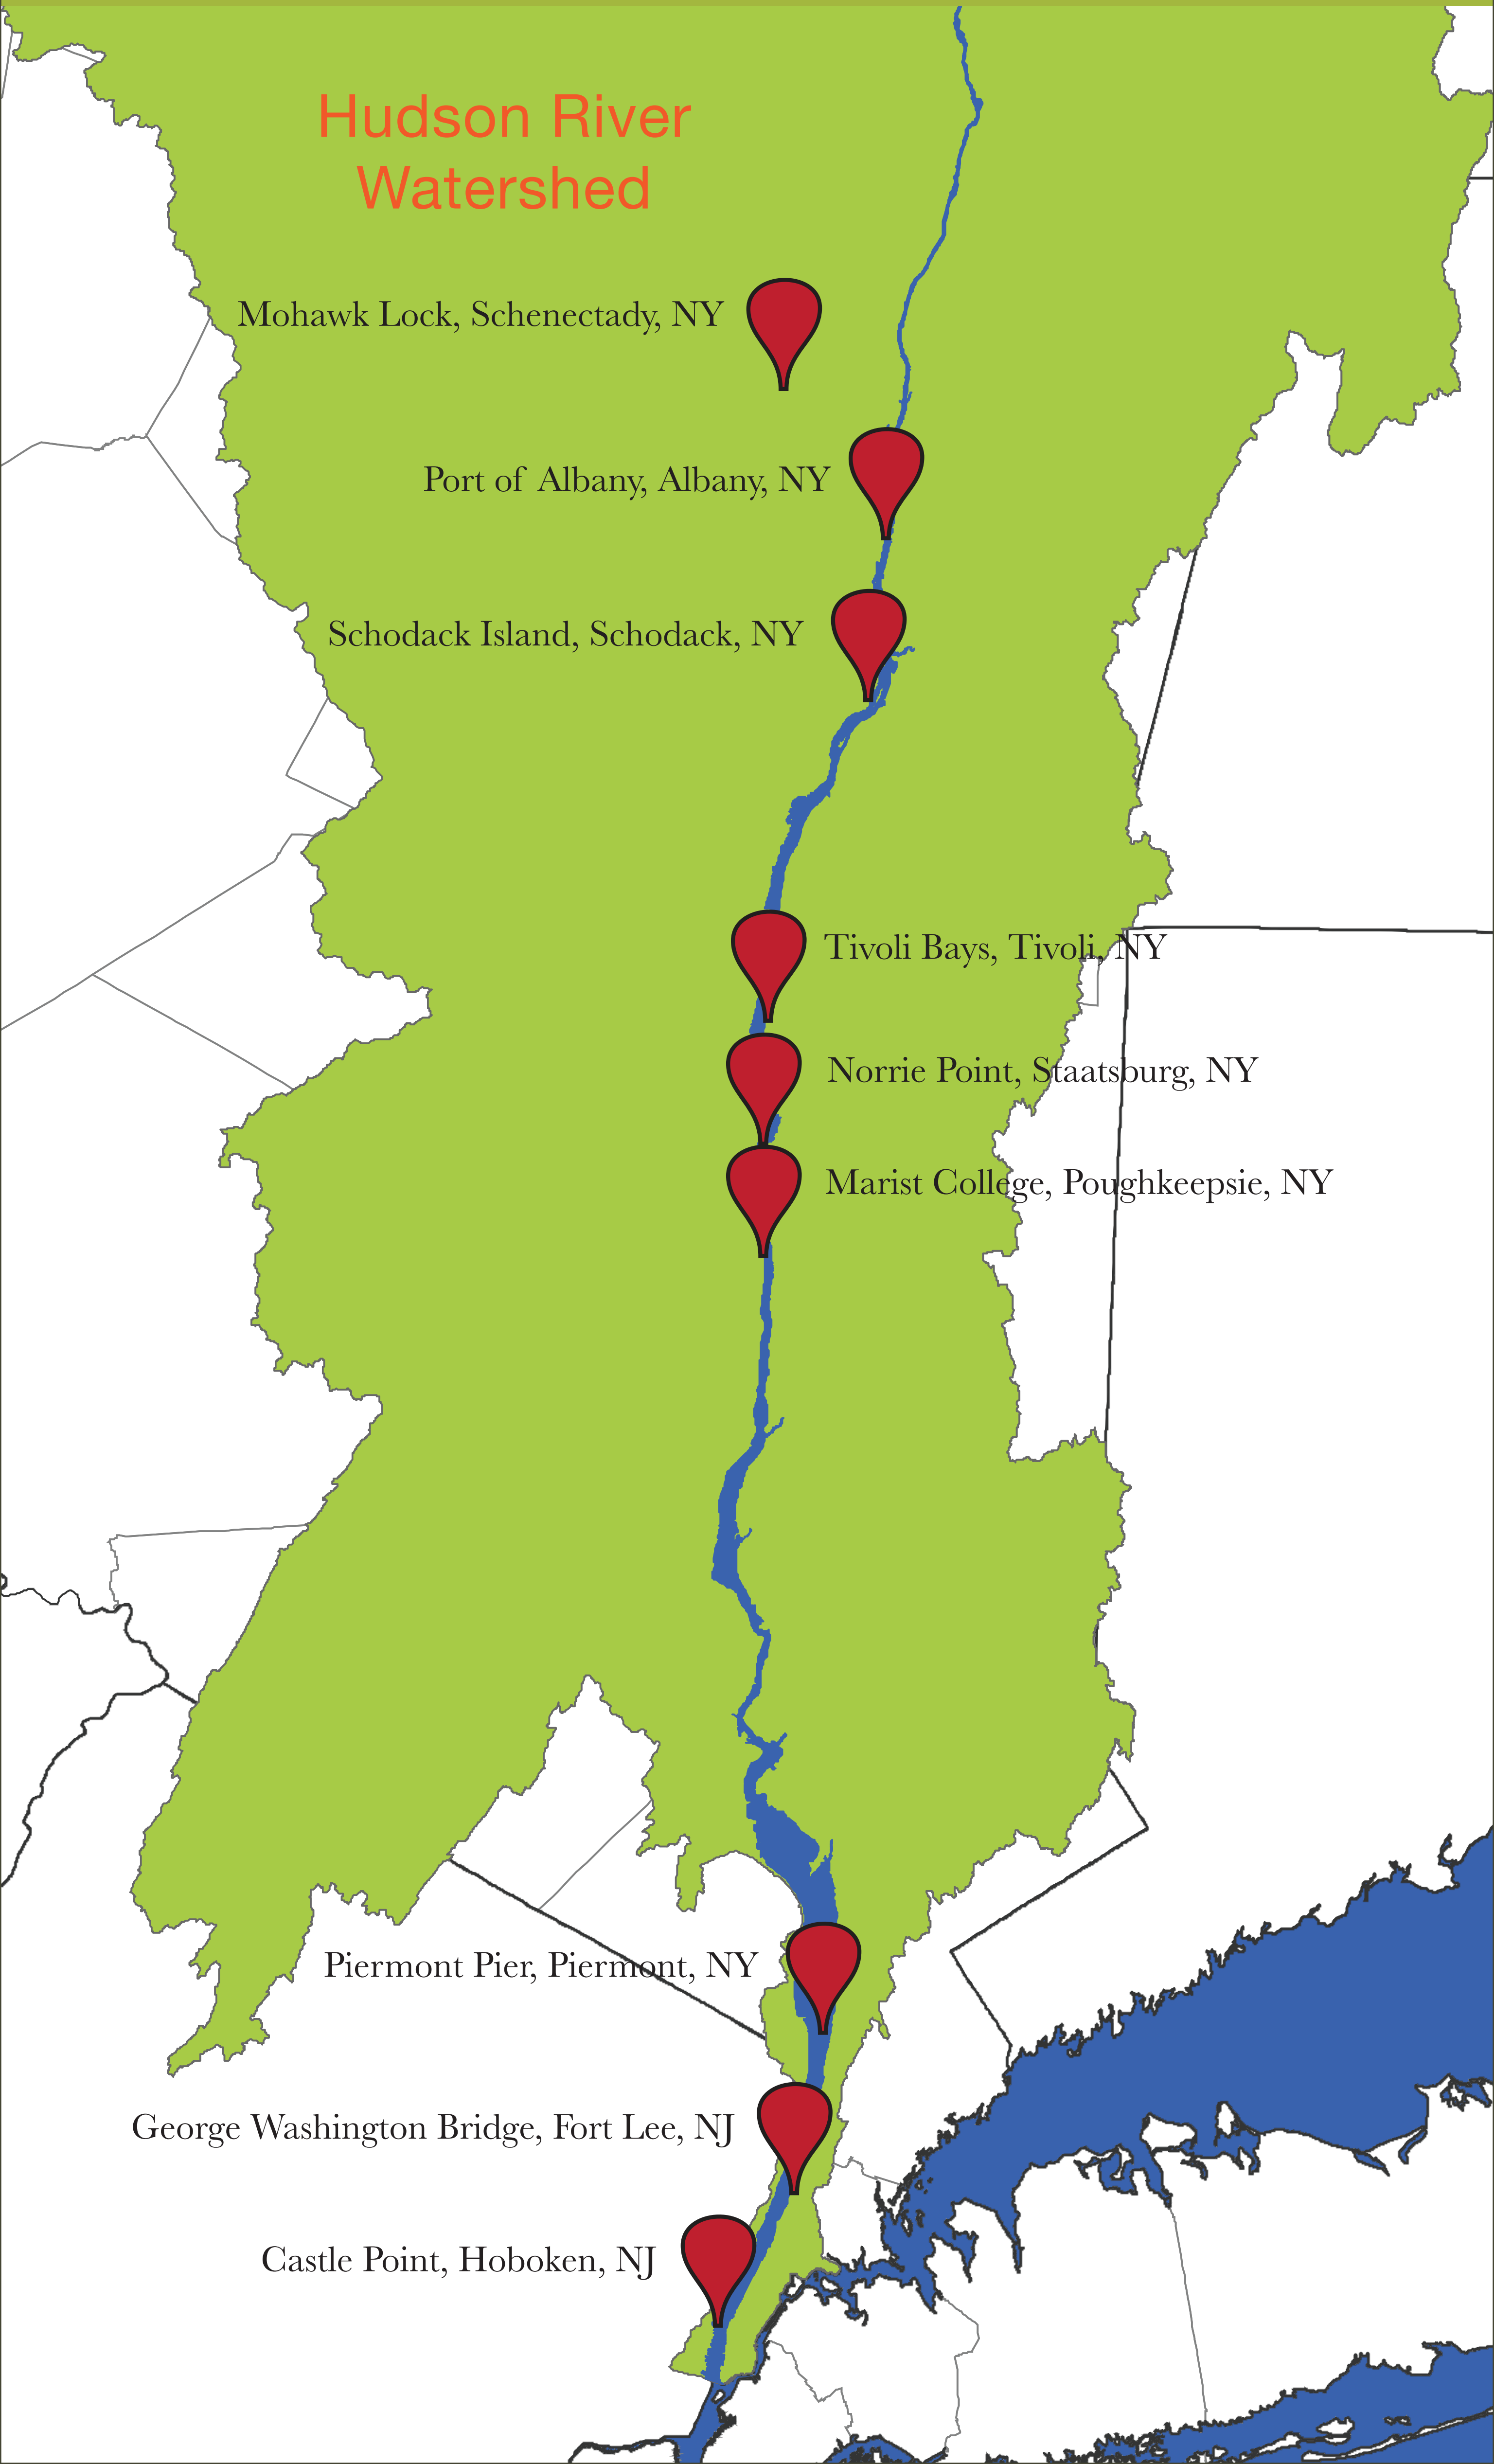 Hudson River
Watershed
Mohawk Lock, Schenectady, NY
Port of Albany, Albany, NY
Schodack Island, Schodack, NY
Tivoli Bays, Tivoli, NY
Norrie Point, Staatsburg, NY
Marist College, Poughkeepsie, NY
Piermont Pier, Piermont, NY
George Washington Bridge, Fort Lee, NJ
Castle Point, Hoboken, NJ